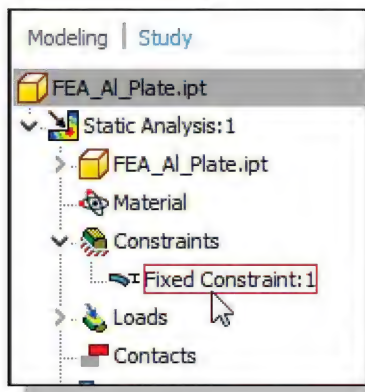 Modeling | Study
FEA_Al_Plate.ipt
Static Analysis:1
FEA_Al_Plate.ipt
Material
Constraints
Fixed Constraint:1
Loads
Contacts